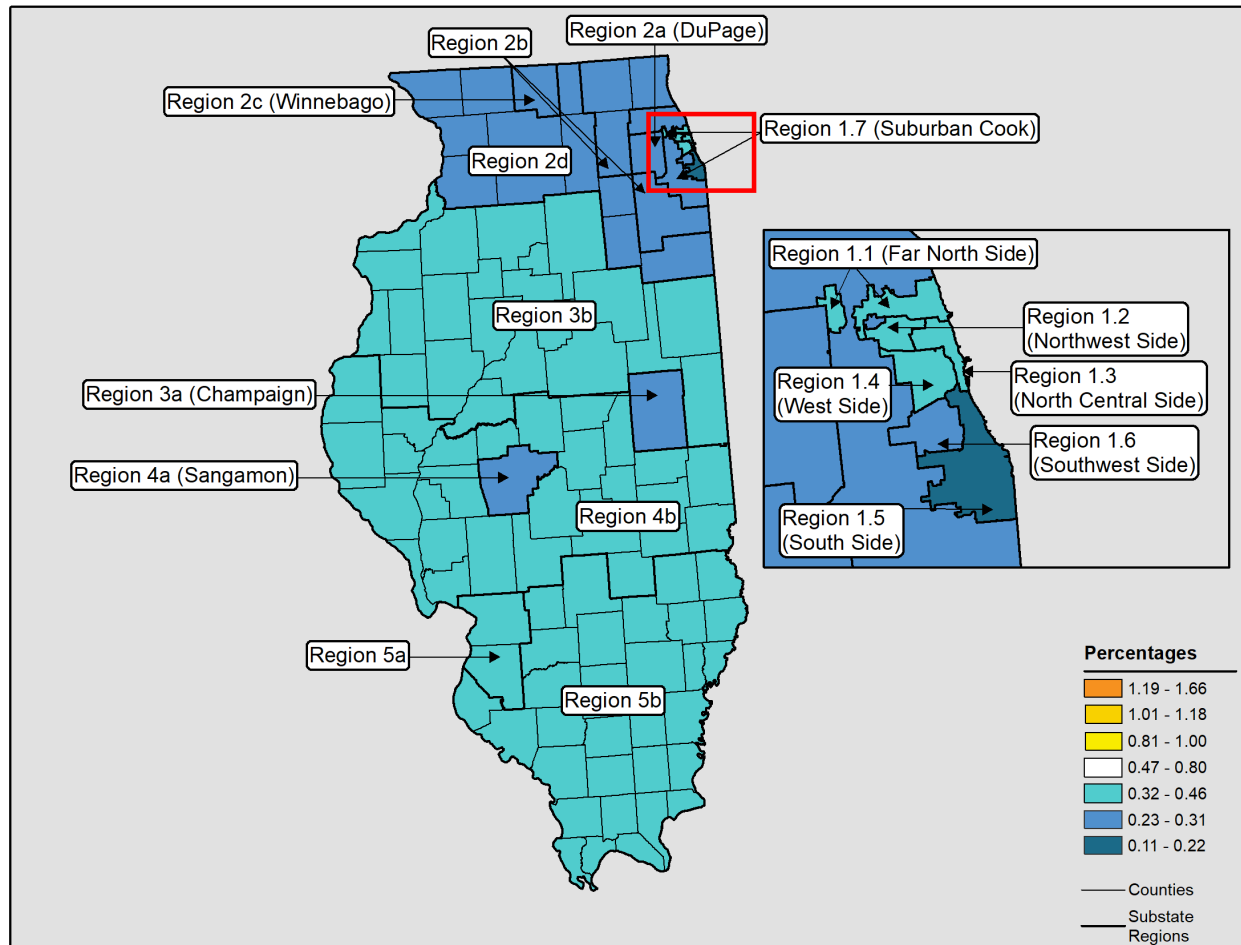 Region 2a (DuPage)
Region 2b
Region 2c (Winnebago)
Region 1.7 (Suburban Cook)
Region 2d
Region 1.1 (Far North Side)
Region 1.2
(Northwest Side)
Region 3b
Region 1.3
(North Central Side)
Region 1.4
(West Side)
Region 3a (Champaign)
Region 1.6
(Southwest Side)
Region 4a (Sangamon)
Region 4b
Region 1.5
(South Side)
Region 5a
Region 5b
Percentages
1.19 - 1.66
1.01 - 1.18
0.81 - 1.00
0.47 - 0.80
0.32 - 0.46
0.23 - 0.31
0.11 - 0.22
Counties
Substate
Regions